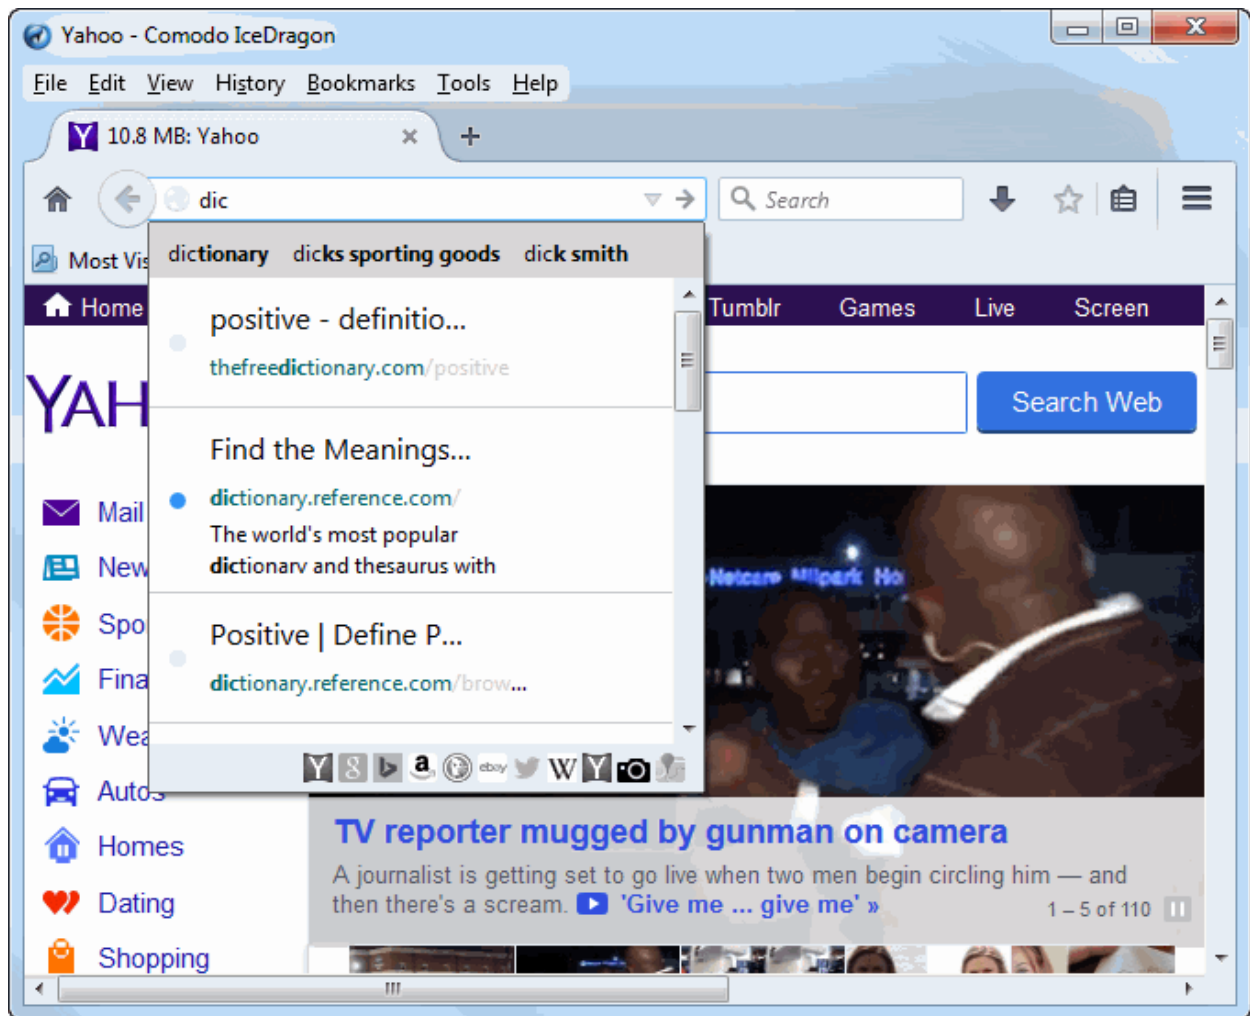 Yahoo - Comodo IceDragon
File Edit View History Bookmarks Tools Help
10.8 MB: Yahoo
dic
Search
dictionary dicks sporting goods dick smith
Most Vis
Home Tumblr Games Live Screen
positive - definitio...
thefreedictionary.com/positive
YAH
Search Web
Find the Meanings...
dictionary.reference.com/
The world's most popular
dictionary and thesaurus with
Positive | Define P...
dictionary.reference.com/brow...
Mail
New
Spo
Fina
Wea
Autos
Homes
Dating
Shopping
Y 8 b a ebay W Y
Netcare Milpark Ho
TV reporter mugged by gunman on camera
A journalist is getting set to go live when two men begin circling him — and
then there's a scream. 'Give me ... give me' »
1 – 5 of 110